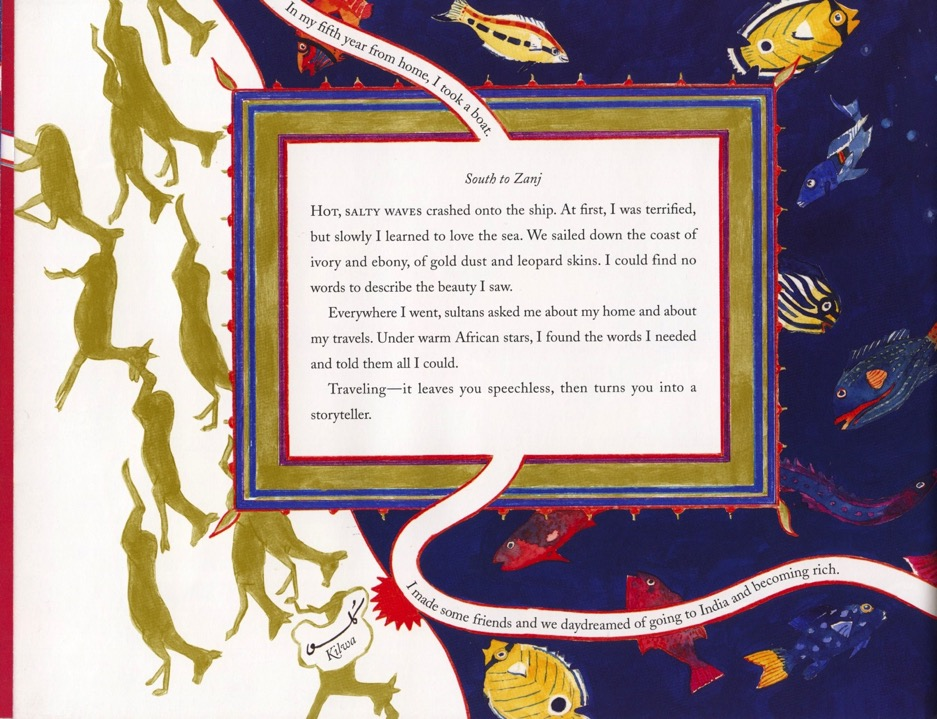 In my fifth year from home, I took a boat.
South to Zanj
HOT, SALTY WAVES crashed onto the ship. At first, I was terrified,
but slowly I learned to love the sea. We sailed down the coast of
ivory and ebony, of gold dust and leopard skins. I could find no
words to describe the beauty I saw.
Everywhere I went, sultans asked me about my home and about
my travels. Under warm African stars, I found the words I needed
and told them all I could.
Traveling—it leaves you speechless, then turns you into a
storyteller.
I made some friends and we daydreamed of going to India and becoming rich.
Kilwa